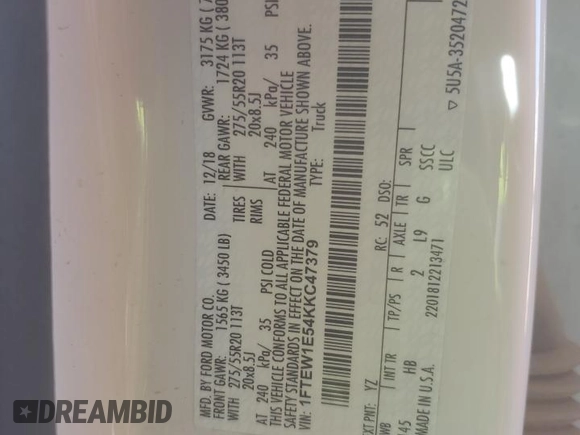 MFD. BY FORD MOTOR CO.
DATE: 12/18 GVWR: 3175 KG
FRONT GAWR: 1565 KG ( 3450 LB) REAR GAWR: 1724 KG ( 380
WITH 275/55R20 113T TIRES WITH 275/55R20 113T
20x8.5J RIMS 20x8.5J
AT 240 kPa/ 35 PSI COLD AT 240 kPa/ 35 PSI
THIS VEHICLE CONFORMS TO ALL APPLICABLE FEDERAL MOTOR VEHICLE
SAFETY STANDARDS IN EFFECT ON THE DATE OF MANUFACTURE SHOWN ABOVE.
VIN: 1FTEW1E54KKC47379 TYPE: Truck
EXT PNT: YZ RC: 52 DSO:
WB INT TR TP/PS R AXLE TR SPR
145 HB 2 L9 G SSCC
MADE IN U.S.A. 2201812213471 ULC
▽ 5U5A-3520472
DREAMBID